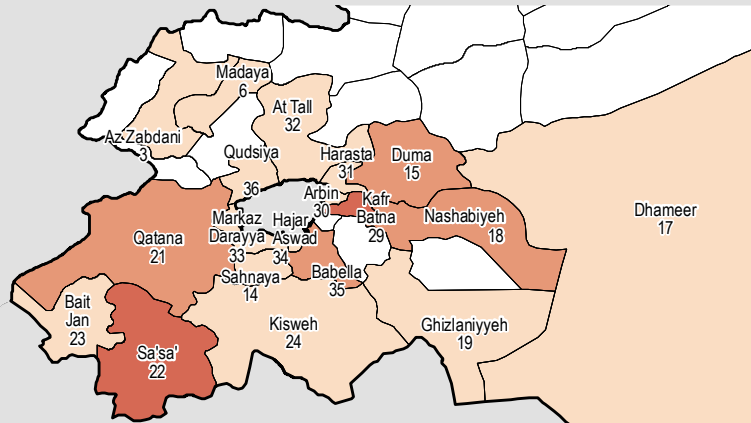 Madaya
6
At Tall
32
Az Zabdani
3
Qudsiya
36
Harasta
31
Duma
15
Arbin
30
Kafr
Batna
29
Nashabiyeh
18
Dhameer
17
Markaz
Darayya
33
Hajar
Aswad
34
Qatana
21
Sahnaya
14
Babella
35
Bait
Jan
23
Kisweh
24
Ghizlaniyyeh
19
Sa'sa'
22